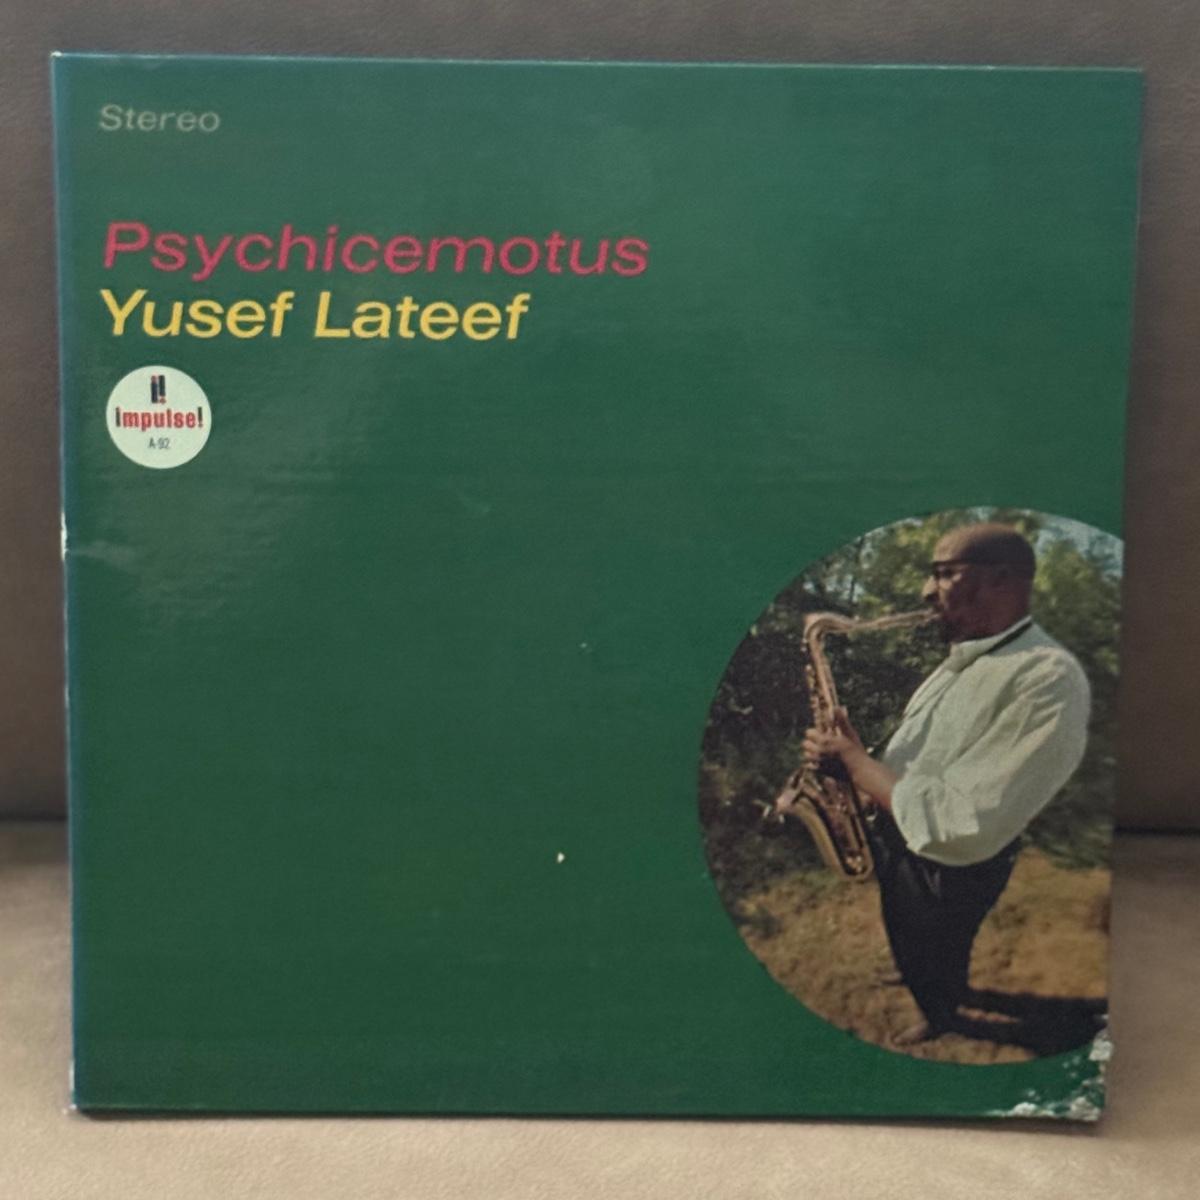 Stereo
Psychicemotus
Yusef Lateef
i!
impulse!
A-92